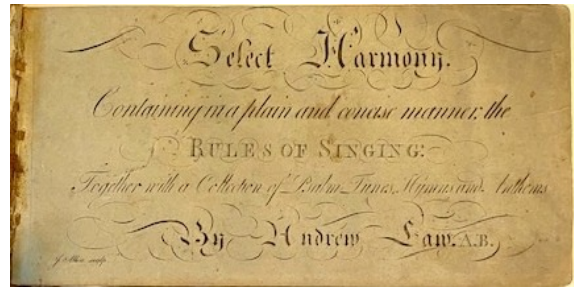 Select Harmony.
Containing in a plain and concise manner, the
RULES OF SINGING:
Together with a Collection of Psalm Tunes, Hymns and Anthems
By Andrew Law. A.B.
sculp